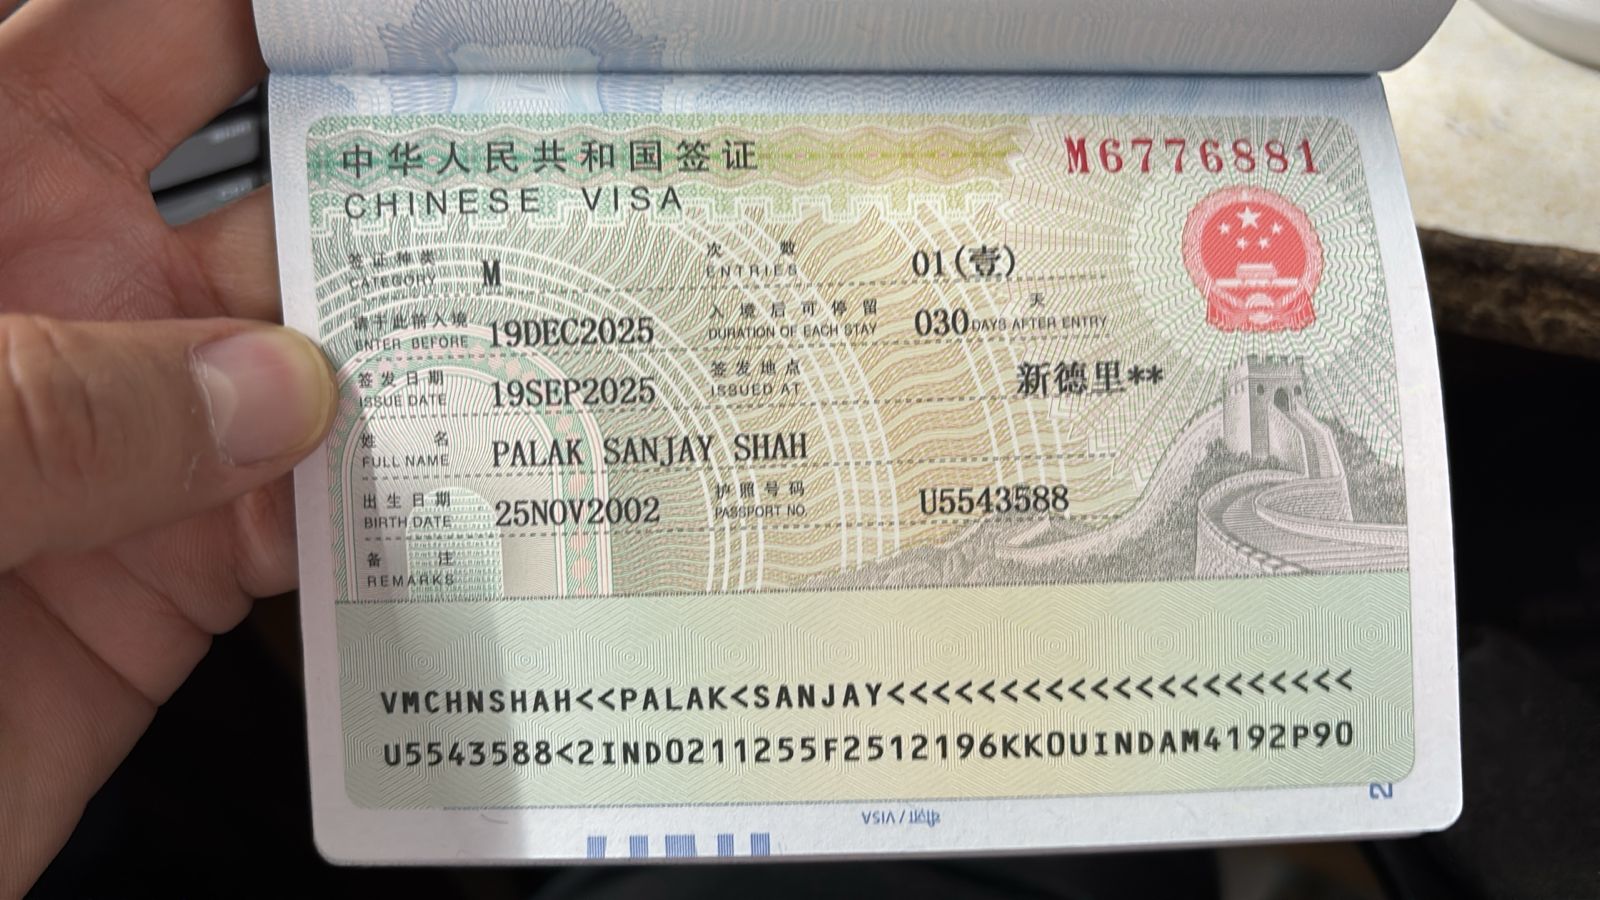 中华人民共和国签证 M6776881
CHINESE VISA
签证种类 CATEGORY M 次数 ENTRIES 01(壹)
请于此前入境 ENTER BEFORE 19DEC2025 入境后可停留 DURATION OF EACH STAY 030 天 DAYS AFTER ENTRY
签发日期 ISSUE DATE 19SEP2025 签发地点 ISSUED AT 新德里**
姓名 FULL NAME PALAK SANJAY SHAH
出生日期 BIRTH DATE 25NOV2002 护照号码 PASSPORT NO. U5543588
备注 REMARKS
VMCHNSHAH<<PALAK<SANJAY<<<<<<<<<<<<<<<<<<<<<
U5543588<2IND0211255F2512196KKOUINDAM4192P90
2
वीज़ा / VISA